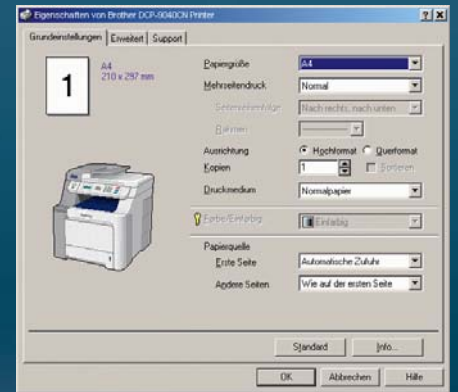 Eigenschaften von Brother DCP-9040CN Printer
Grundeinstellungen Erweitert Support
1
A4
210 x 297 mm
Papiergröße A4
Mehrseitendruck Normal
Seitenreihenfolge Nach rechts, nach unten
Rahmen
Ausrichtung Hochformat Querformat
Kopien 1 Sortieren
Druckmedium Normalpapier
Farbe/Einfarbig Einfarbig
Papierquelle
Erste Seite Automatische Zufuhr
Andere Seiten Wie auf der ersten Seite
Standard Info...
OK Abbrechen Hilfe